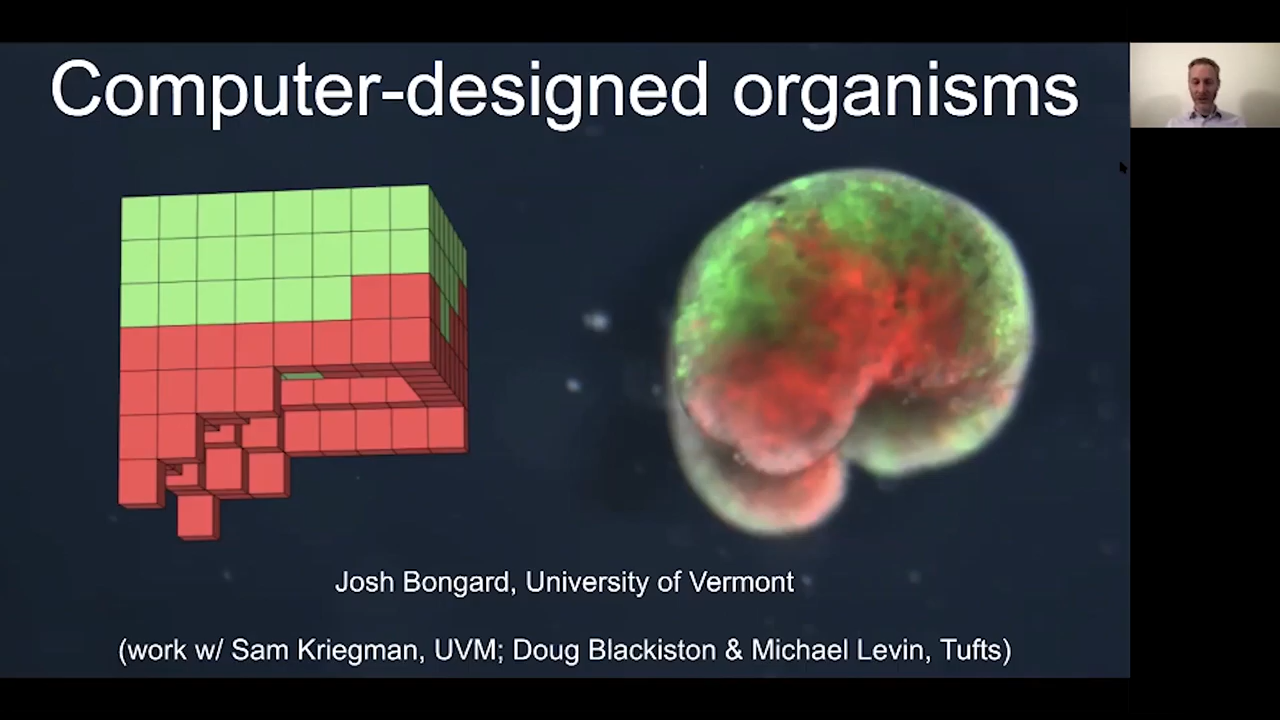 Computer-designed organisms
Josh Bongard, University of Vermont
(work w/ Sam Kriegman, UVM; Doug Blackiston & Michael Levin, Tufts)